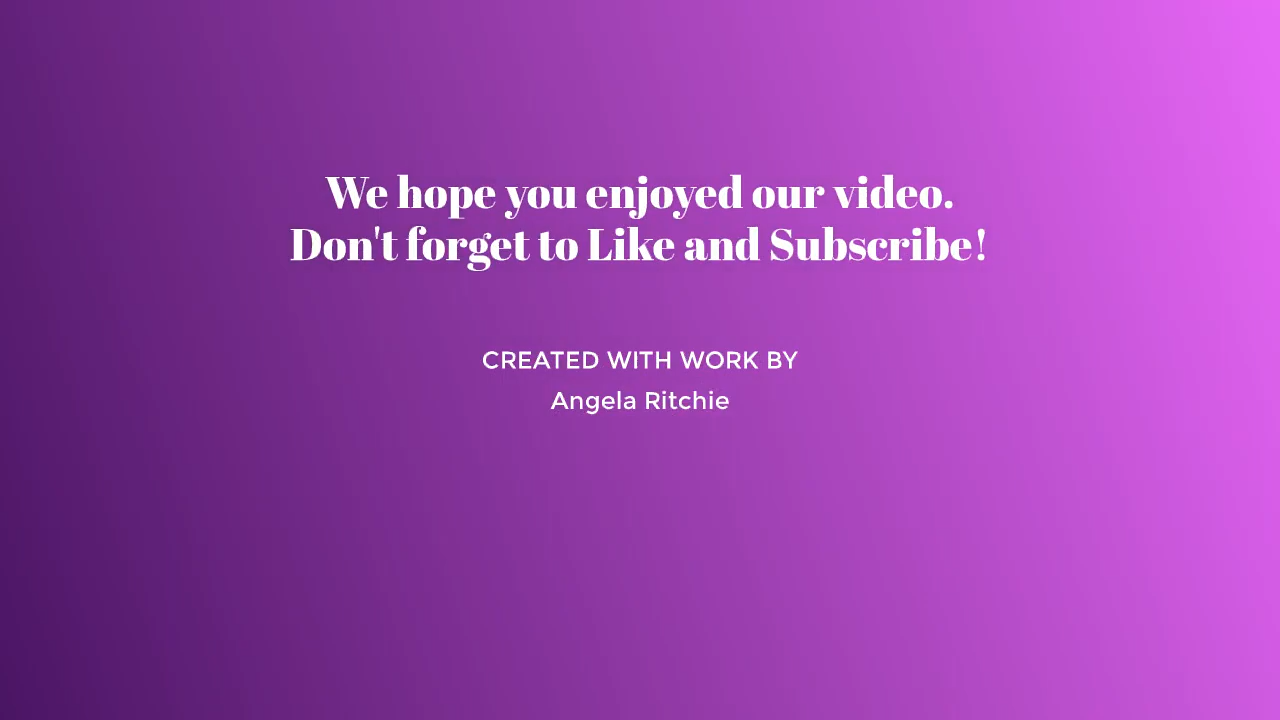 We hope you enjoyed our video.
Don't forget to Like and Subscribe!
CREATED WITH WORK BY
Angela Ritchie